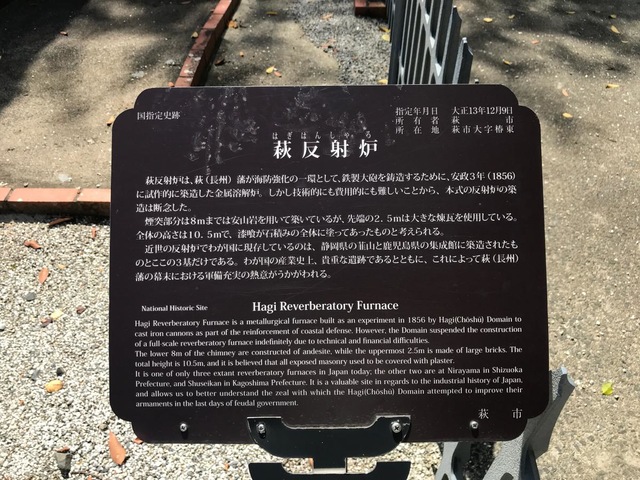 国指定史跡
指定年月日 大正13年12月9日
所有者 萩市
所在地 萩市大字椿東
はぎはんしゃろ
萩反射炉
萩反射炉は、萩(長州)藩が海防強化の一環として、鉄製大砲を鋳造するために、安政3年(1856)
に試作的に築造した金属溶解炉。しかし技術的にも費用的にも難しいことから、本式の反射炉の築
造は断念した。
煙突部分は8mまでは安山岩を用いて築いているが、先端の2.5mは大きな煉瓦を使用している。
全体の高さは10.5mで、漆喰が石積みの全体に塗ってあったものと考えられる。
近世の反射炉でわが国に現存しているのは、静岡県の韮山と鹿児島県の集成館に築造されたも
のとここの3基だけである。わが国の産業史上、貴重な遺跡であるとともに、これによって萩(長州)
藩の幕末における軍備充実の熱意がうかがわれる。
National Historic Site Hagi Reverberatory Furnace
Hagi Reverberatory Furnace is a metallurgical furnace built as an experiment in 1856 by Hagi(Chōshū) Domain to
cast iron cannons as part of the reinforcement of coastal defense. However, the Domain suspended the construction
of a full-scale reverberatory furnace indefinitely due to technical and financial difficulties.
The lower 8m of the chimney are constructed of andesite, while the uppermost 2.5m is made of large bricks. The
total height is 10.5m, and it is believed that all exposed masonry used to be covered with plaster.
It is one of only three extant reverberatory furnaces in Japan today; the other two are at Nirayama in Shizuoka
Prefecture, and Shuseikan in Kagoshima Prefecture. It is a valuable site in regards to the industrial history of Japan,
and allows us to better understand the zeal with which the Hagi(Chōshū) Domain attempted to improve their
armaments in the last days of feudal government.
萩市